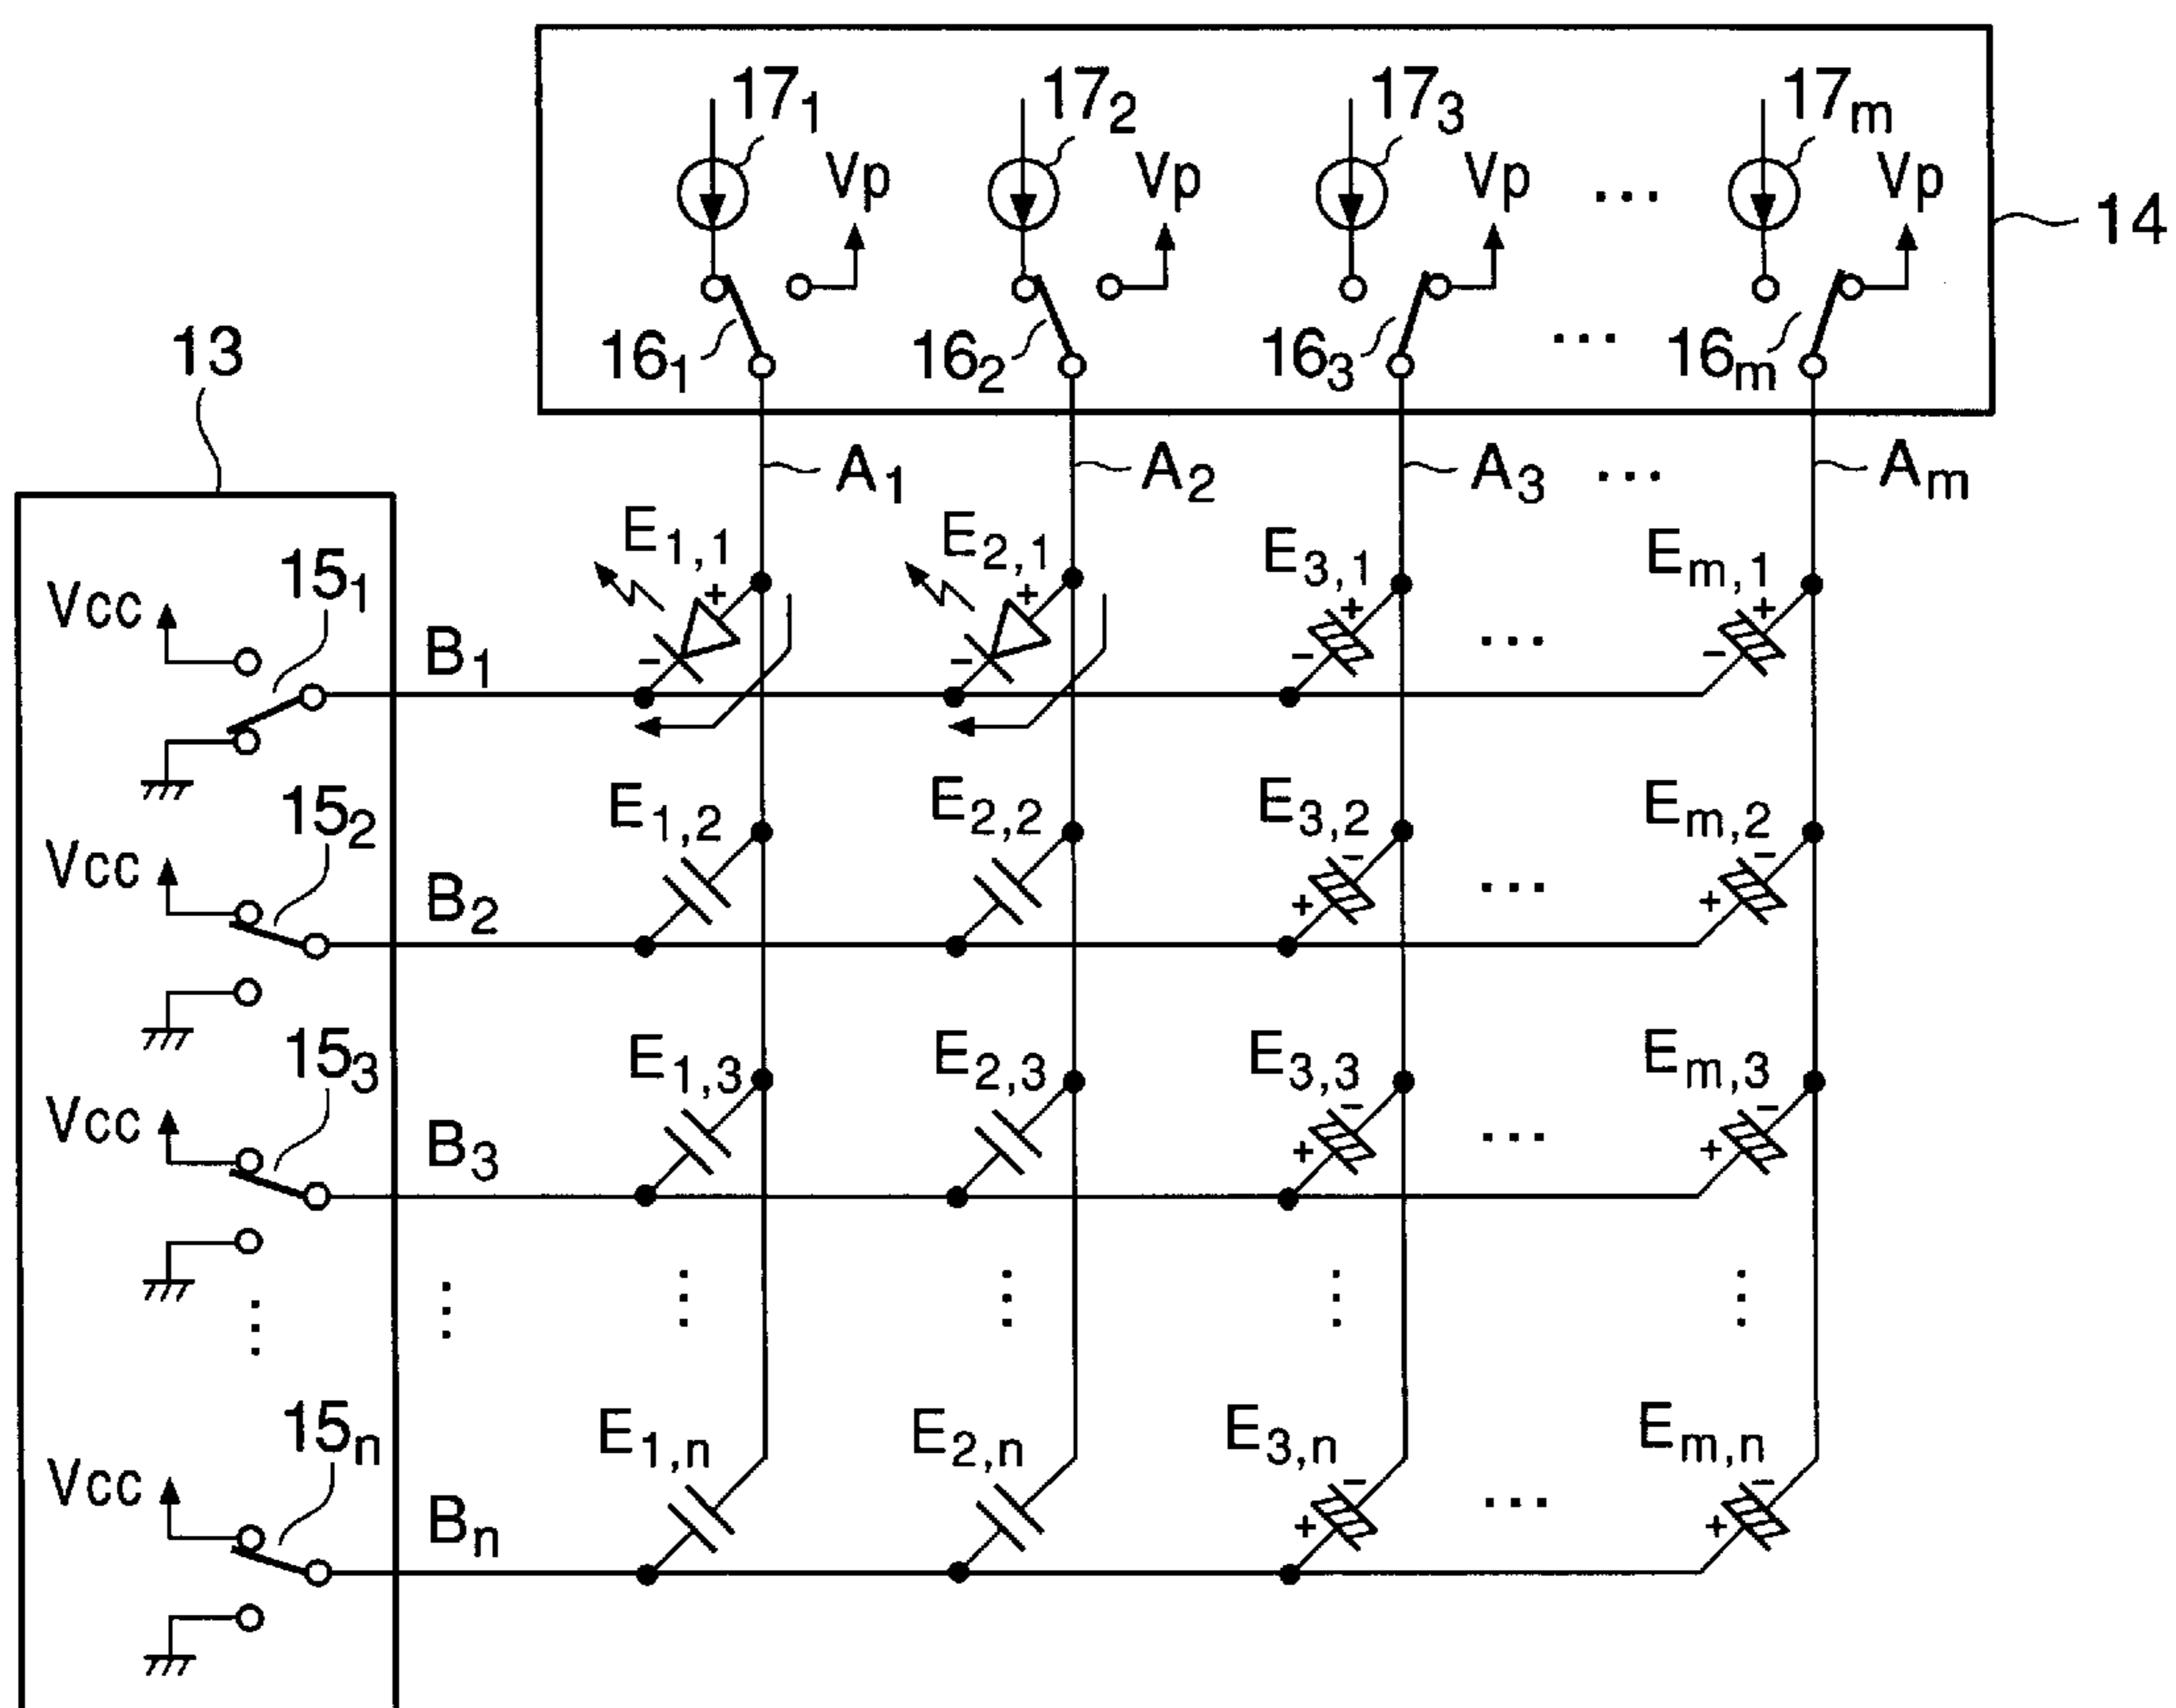 17₁ 17₂ 17₃ 17ₘ
Vp Vp Vp ... Vp
14
16₁ 16₂ 16₃ ... 16ₘ
13
A₁ A₂ A₃ ... Aₘ
E₁,₁ E₂,₁ E₃,₁ Eₘ,₁
Vcc 15₁
+ + + +
B₁ - - - ... -
E₁,₂ E₂,₂ E₃,₂ Eₘ,₂
Vcc 15₂
- -
B₂ + ... +
E₁,₃ E₂,₃ E₃,₃ Eₘ,₃
Vcc 15₃
- -
B₃ + ... +
E₁,ₙ E₂,ₙ E₃,ₙ Eₘ,ₙ
Vcc 15ₙ
- -
Bₙ + ... +